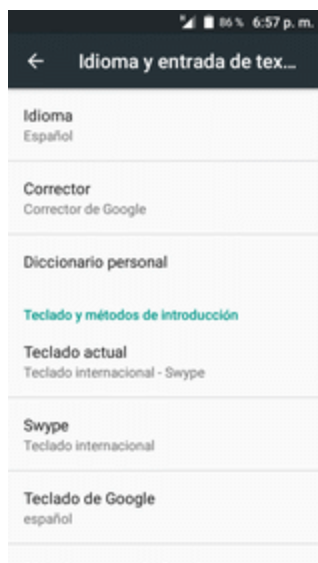 86% 6:57 p. m.
Idioma y entrada de tex...
Idioma
Español
Corrector
Corrector de Google
Diccionario personal
Teclado y métodos de introducción
Teclado actual
Teclado internacional - Swype
Swype
Teclado internacional
Teclado de Google
español